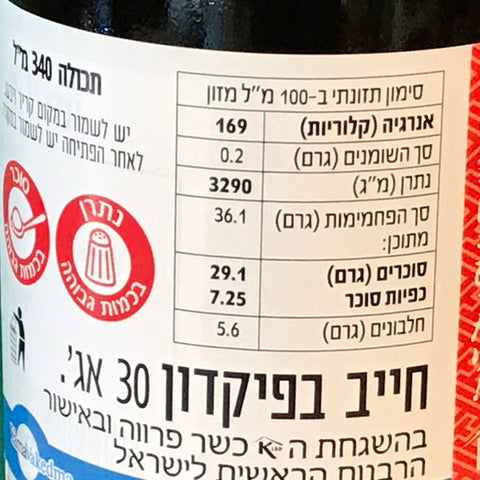 תכולה 340 מ"ל
יש לשמור במקום קריר
לאחר הפתיחה יש לשמור
סימון תזונתי ב-100 מ"ל מזון
אנרגיה (קלוריות) 169
סך השומנים (גרם) 0.2
נתרן (מ"ג) 3290
סך הפחמימות (גרם) 36.1
מתוכן:
סוכרים (גרם) 29.1
כפיות סוכר 7.25
חלבונים (גרם) 5.6
סוכר
בכמות גבוהה
נתרן
בכמות גבוהה
חייב בפיקדון 30 אג'.
בהשגחת ה K LBD כשר פרווה ובאישור
הרבנות הראשית לישראל